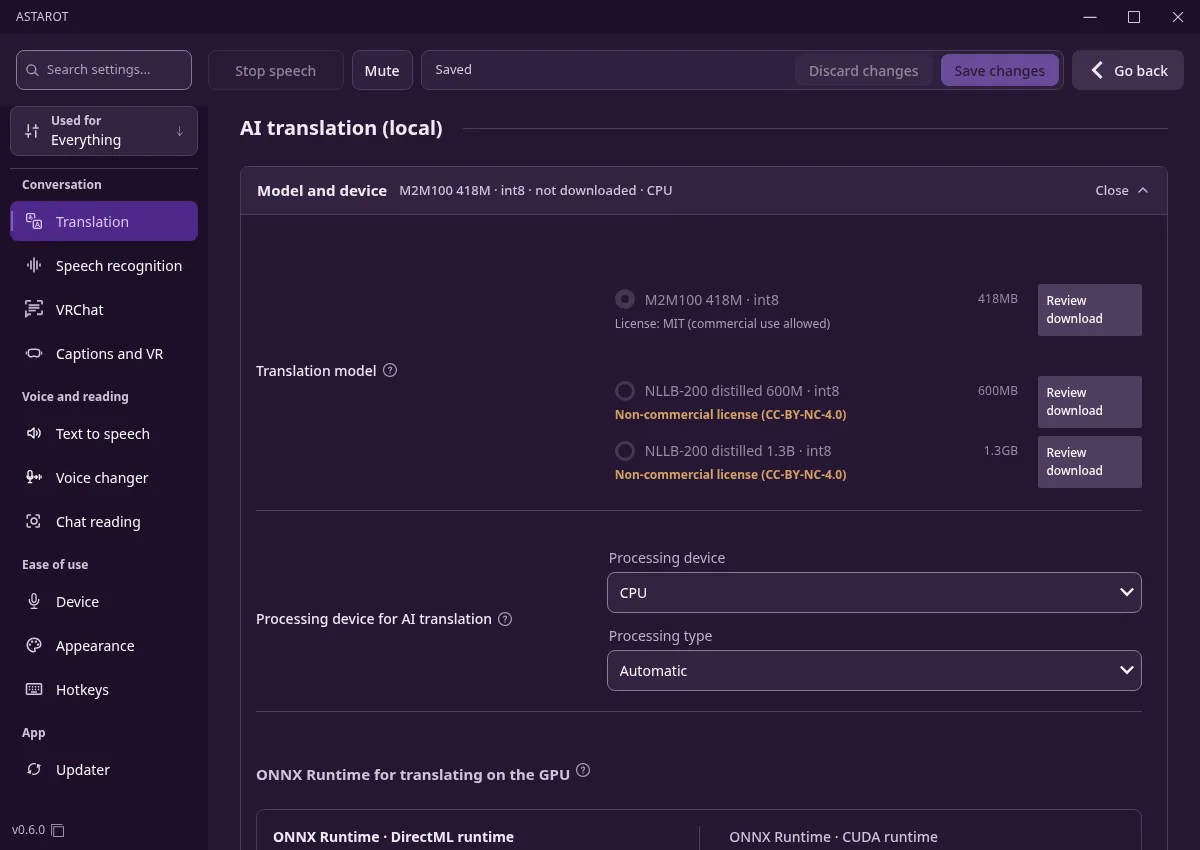 ASTAROT
Search settings...
Stop speech
Mute
Saved
Discard changes
Save changes
Go back
Used for
Everything
Conversation
Translation
Speech recognition
VRChat
Captions and VR
Voice and reading
Text to speech
Voice changer
Chat reading
Ease of use
Device
Appearance
Hotkeys
App
Updater
v0.6.0
AI translation (local)
Model and device M2M100 418M · int8 · not downloaded · CPU
Close
Translation model
M2M100 418M · int8
418MB
License: MIT (commercial use allowed)
Review
download
NLLB-200 distilled 600M · int8
600MB
Non-commercial license (CC-BY-NC-4.0)
Review
download
NLLB-200 distilled 1.3B · int8
1.3GB
Non-commercial license (CC-BY-NC-4.0)
Review
download
Processing device for AI translation
Processing device
CPU
Processing type
Automatic
ONNX Runtime for translating on the GPU
ONNX Runtime · DirectML runtime
ONNX Runtime · CUDA runtime